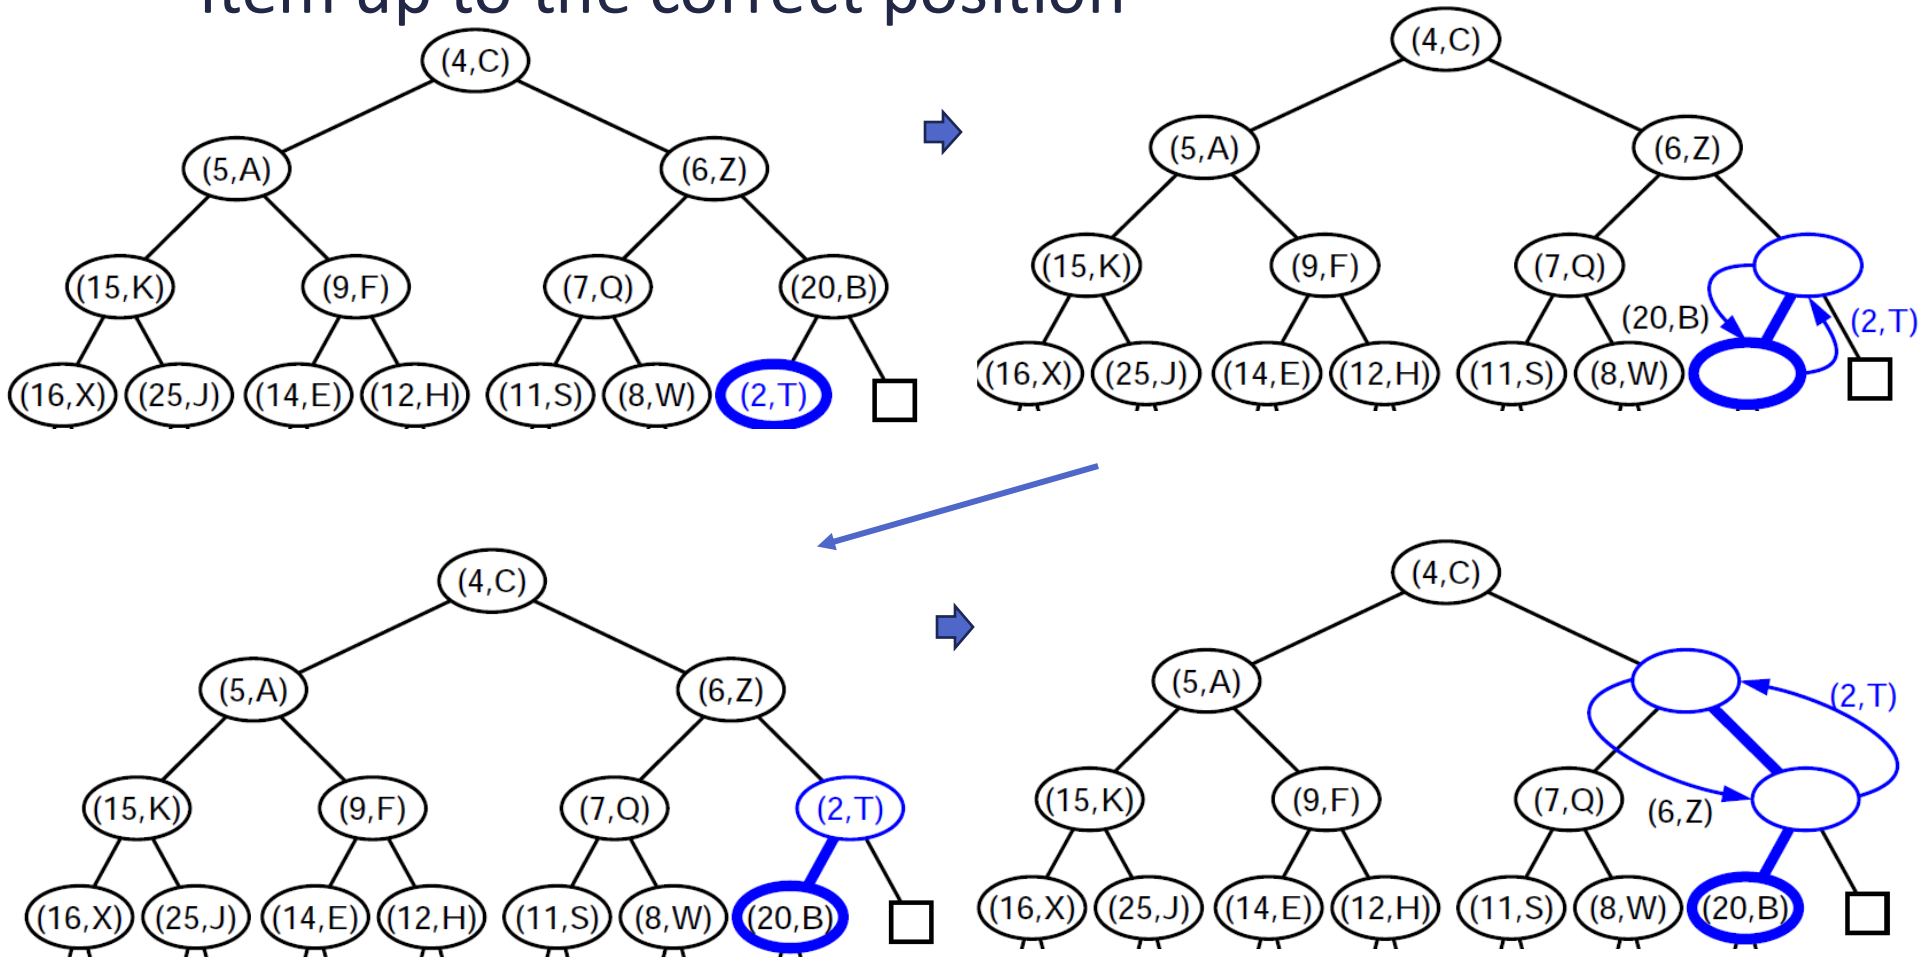 item up to the correct position
(4,C)
(5,A) (6,Z)
(15,K) (9,F) (7,Q) (20,B)
(16,X) (25,J) (14,E) (12,H) (11,S) (8,W) (2,T)
(4,C)
(5,A) (6,Z)
(15,K) (9,F) (7,Q)
(20,B) (2,T)
(16,X) (25,J) (14,E) (12,H) (11,S) (8,W)
(4,C)
(5,A) (6,Z)
(15,K) (9,F) (7,Q) (2,T)
(16,X) (25,J) (14,E) (12,H) (11,S) (8,W) (20,B)
(4,C)
(5,A) (2,T)
(15,K) (9,F) (7,Q) (6,Z)
(16,X) (25,J) (14,E) (12,H) (11,S) (8,W) (20,B)